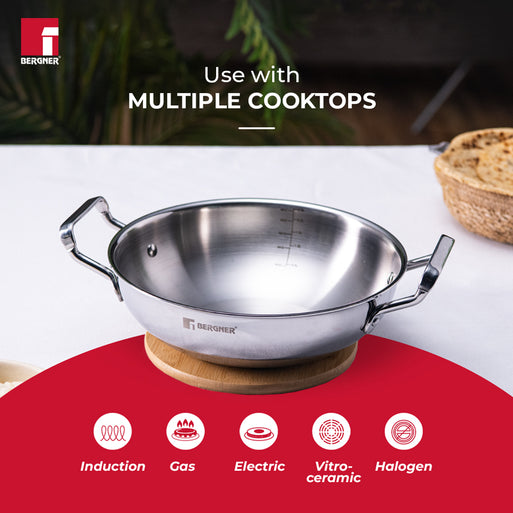 BERGNER
Use with
MULTIPLE COOKTOPS
BERGNER
Induction
Gas
Electric
Vitro-
ceramic
Halogen